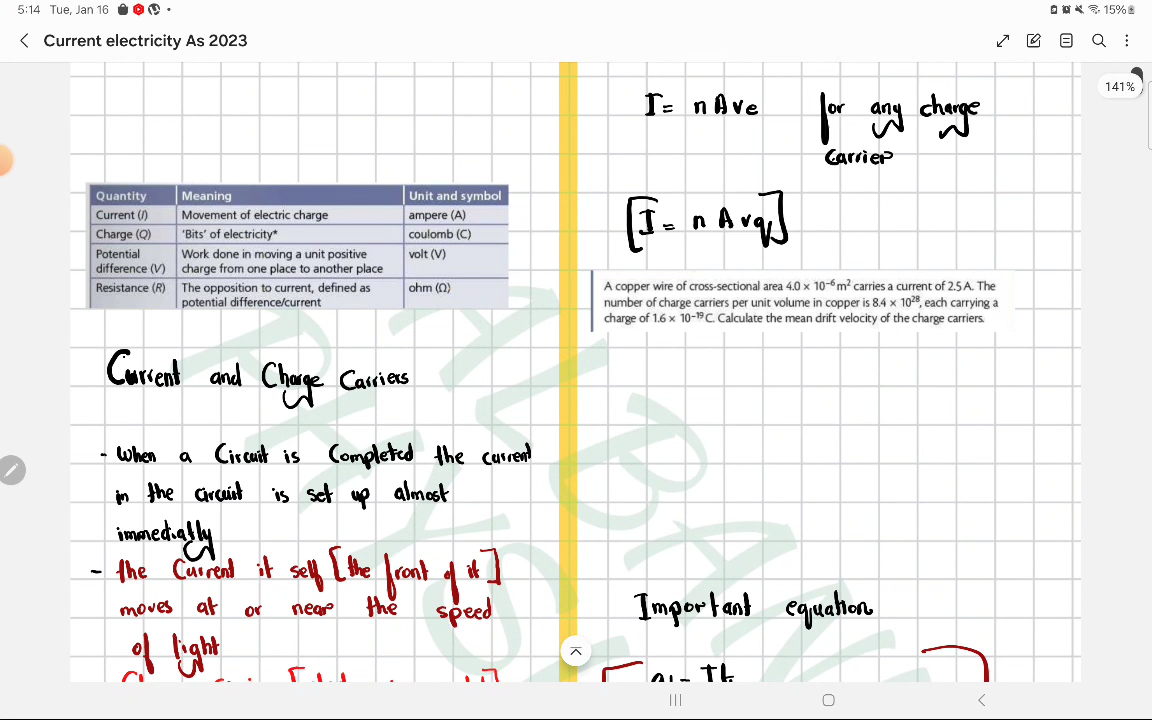 5:14 Tue, Jan 16
15%
Current electricity As 2023
141%
Quantity Meaning Unit and symbol
Current (I) Movement of electric charge ampere (A)
Charge (Q) 'Bits' of electricity* coulomb (C)
Potential difference (V) Work done in moving a unit positive charge from one place to another place volt (V)
Resistance (R) The opposition to current, defined as potential difference/current ohm (Ω)
Current and Charge Carriers
- When a Circuit is Completed the current
in the circuit is set up almost
immediatly
- the Current it self [the front of it]
moves at or near the speed
of light
I = n A v e for any charge
Carrier
[I = n A v q]
A copper wire of cross-sectional area 4.0 × 10⁻⁶ m² carries a current of 2.5 A. The
number of charge carriers per unit volume in copper is 8.4 × 10²⁸, each carrying a
charge of 1.6 × 10⁻¹⁹ C. Calculate the mean drift velocity of the charge carriers.
Important equation